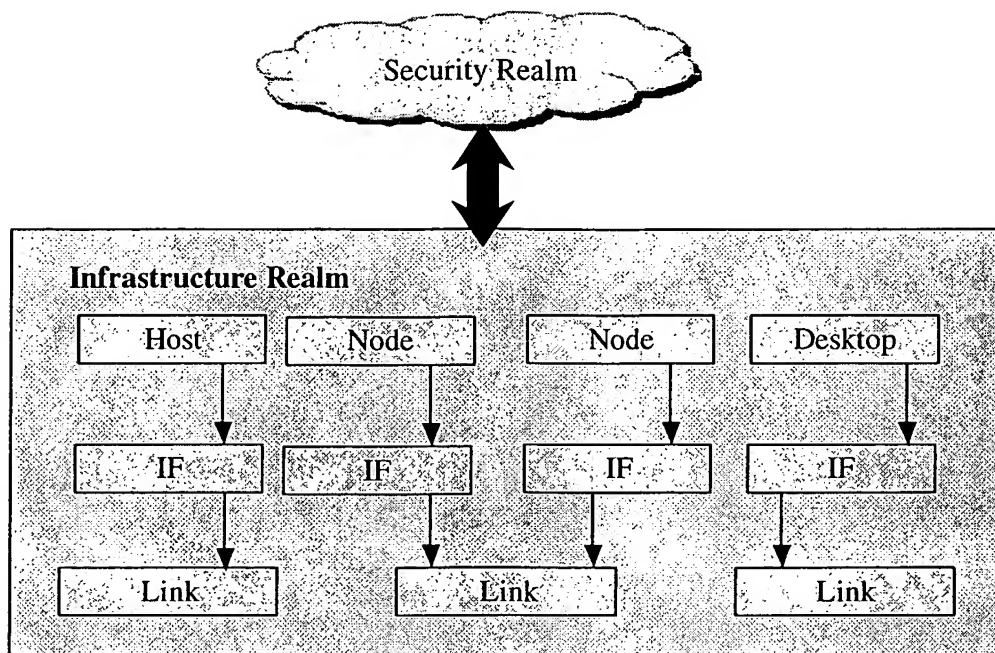 Security Realm
Infrastructure Realm
Host Node Node Desktop
IF IF IF IF
Link Link Link